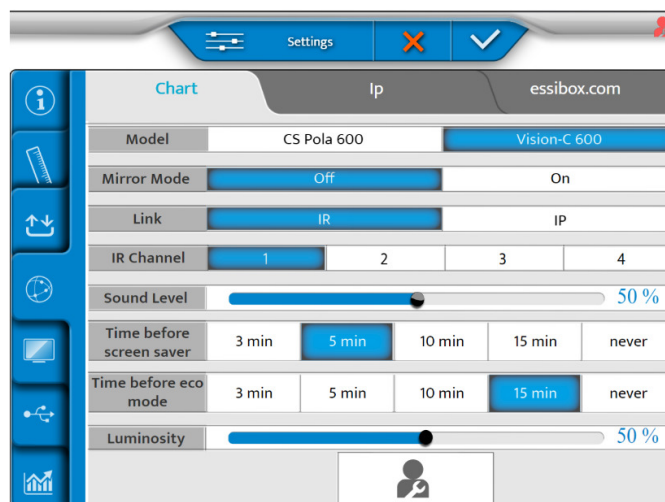 Settings
Chart Ip essibox.com
Model CS Pola 600 Vision-C 600
Mirror Mode Off On
Link IR IP
IR Channel 1 2 3 4
Sound Level 50 %
Time before
screen saver 3 min 5 min 10 min 15 min never
Time before eco
mode 3 min 5 min 10 min 15 min never
Luminosity 50 %